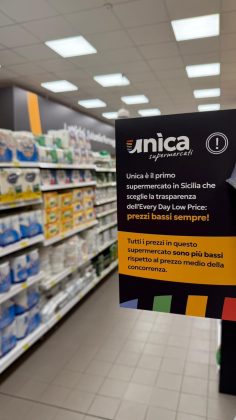 unìca
supermercati
Unica è il primo
supermercato in Sicilia che
sceglie la trasparenza
dell'Every Day Low Price:
prezzi bassi sempre!
Tutti i prezzi in questo
supermercato sono più bassi
rispetto al prezzo medio della
concorrenza.